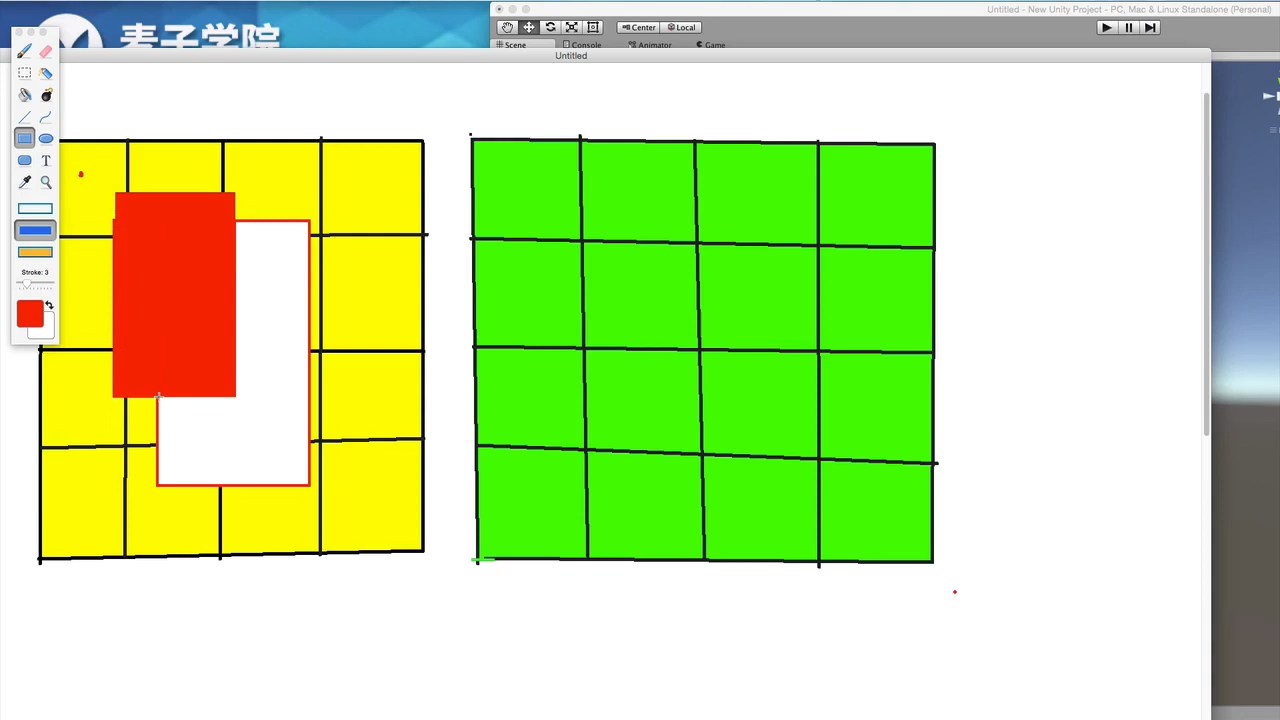 麦子学院
Untitled - New Unity Project - PC, Mac & Linux Standalone (Personal)
Center
Local
Scene
Console
Animator
Game
Untitled
T
Stroke: 3